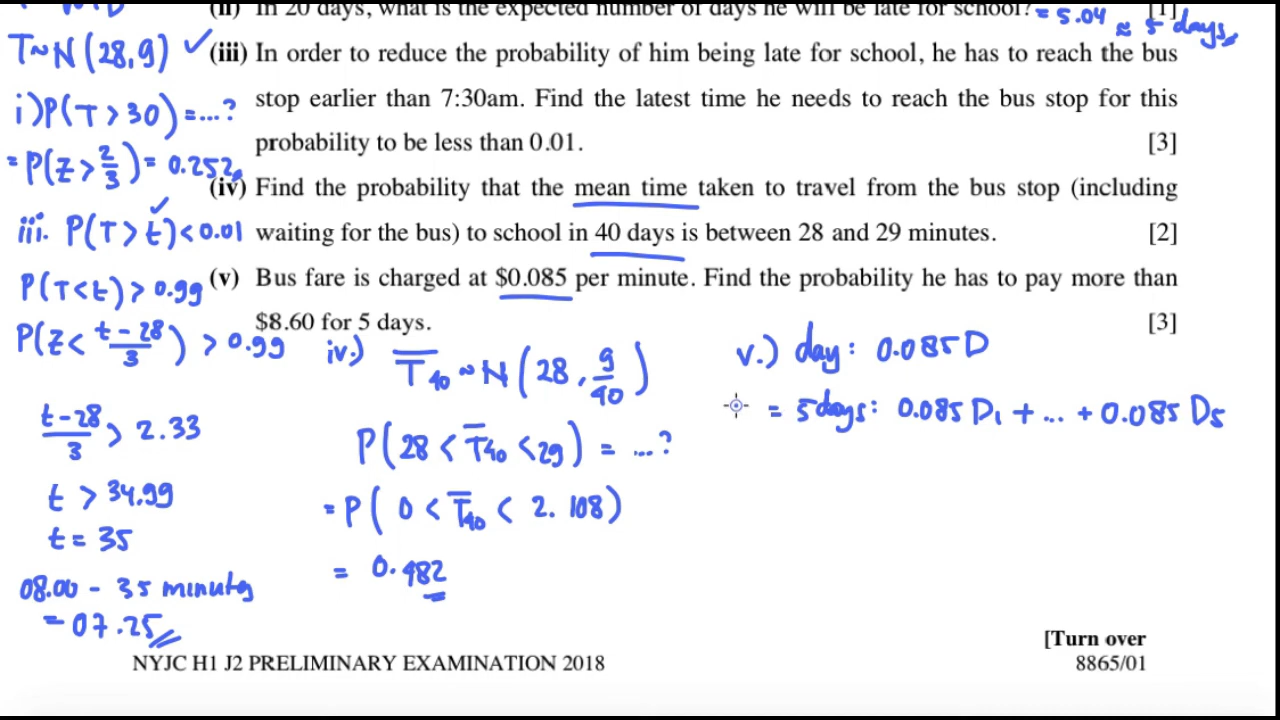 (ii) In 20 days, what is the expected number of days he will be late for school? = 5.04 ≈ 5 days [1]
T~N(28,9) ✓
(iii) In order to reduce the probability of him being late for school, he has to reach the bus
stop earlier than 7:30am. Find the latest time he needs to reach the bus stop for this
probability to be less than 0.01. [3]
i) P(T > 30) = ...?
= P(Z > 2/3) = 0.252
(iv) Find the probability that the mean time taken to travel from the bus stop (including
waiting for the bus) to school in 40 days is between 28 and 29 minutes. [2]
(v) Bus fare is charged at $0.085 per minute. Find the probability he has to pay more than
$8.60 for 5 days. [3]
iii. P(T > t) < 0.01 ✓
P(T < t) > 0.99
P(Z < (t-28)/3) > 0.99
(t-28)/3 > 2.33
t > 34.99
t = 35
08.00 - 35 minutes
= 07.25
iv.) T̄40 ~ N(28, 9/40)
P(28 < T̄40 < 29) = ...?
= P(0 < T̄40 < 2.108)
= 0.482
v.) day: 0.085D
= 5 days: 0.085 D1 + ... + 0.085 D5
[Turn over
NYJC H1 J2 PRELIMINARY EXAMINATION 2018 8865/01